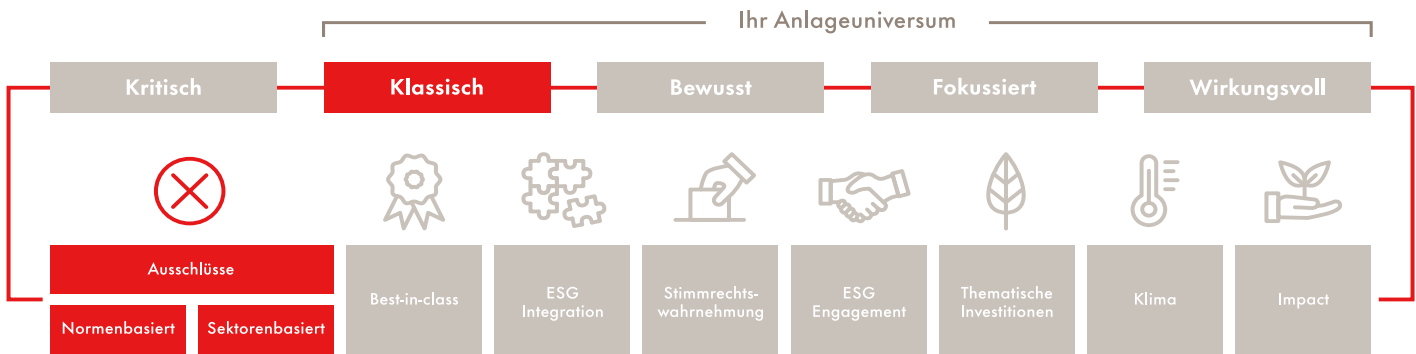 Ihr Anlageuniversum
Kritisch
Klassisch
Bewusst
Fokussiert
Wirkungsvoll
Ausschlüsse
Normenbasiert
Sektorenbasiert
Best-in-class
ESG
Integration
Stimmrechts-
wahrnehmung
ESG
Engagement
Thematische
Investitionen
Klima
Impact